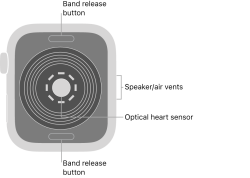 Band release
button
Speaker/air vents
Optical heart sensor
Band release
button